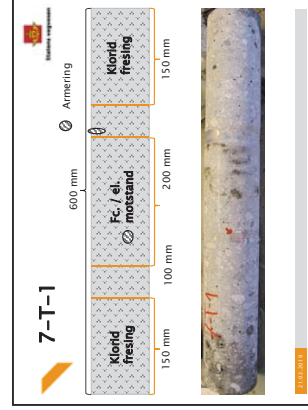 7-T-1
Statens vegvesen
Armering
600 mm
Klorid
fresing
Fc. / el.
motstand
Klorid
fresing
150 mm
100 mm
200 mm
150 mm
7-T-1
21.03.2019